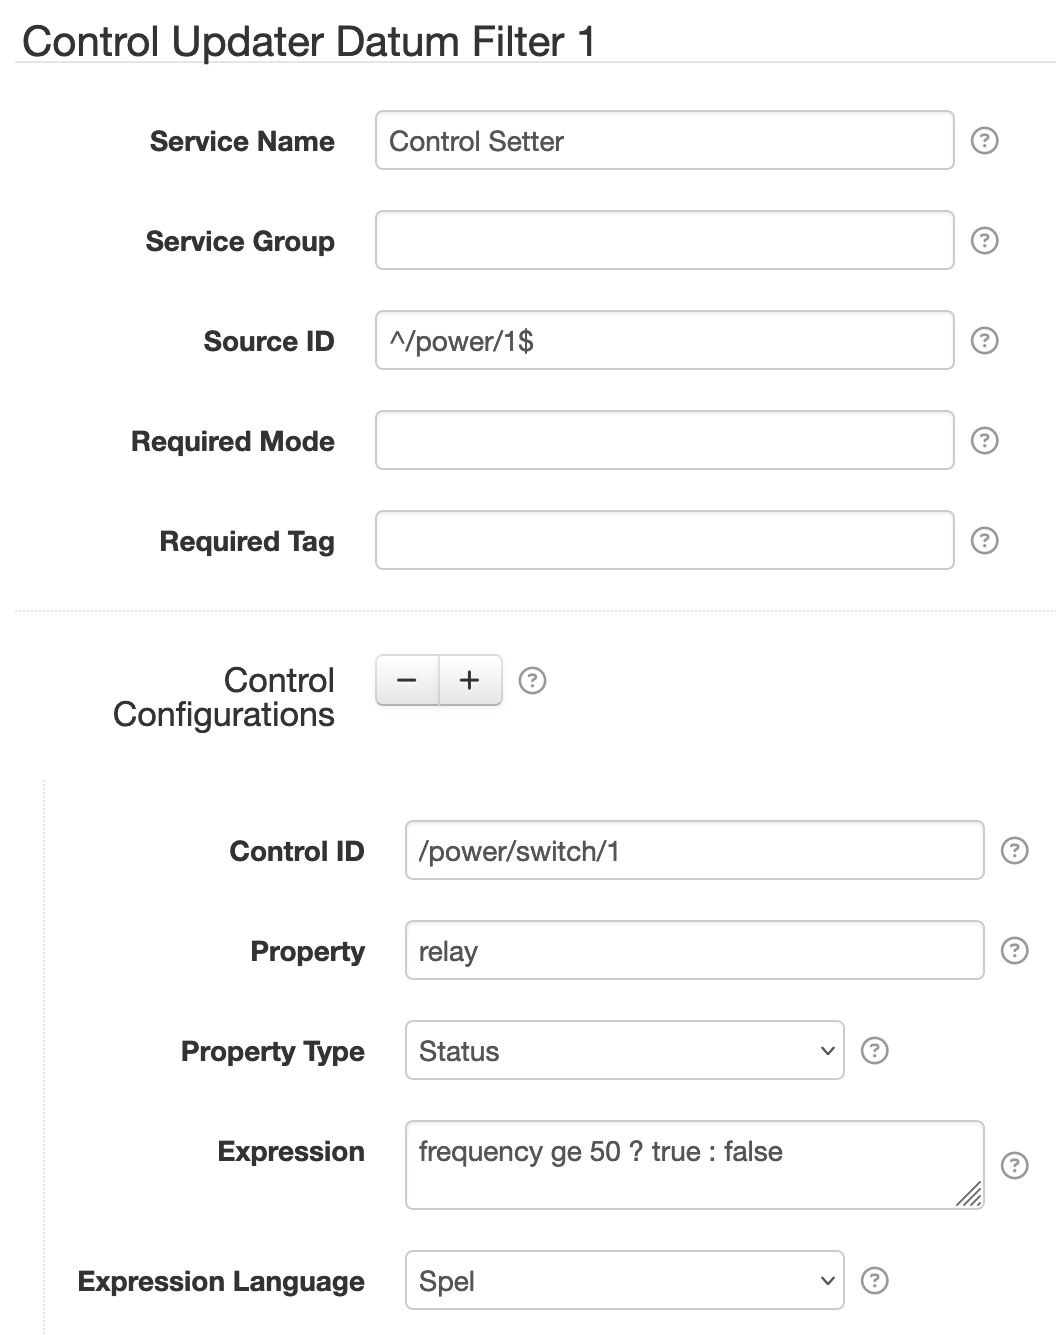 Control Updater Datum Filter 1
Service Name
Control Setter
?
Service Group
?
Source ID
^/power/1$
?
Required Mode
?
Required Tag
?
Control
Configurations
− +
?
Control ID
/power/switch/1
?
Property
relay
?
Property Type
Status
?
Expression
frequency ge 50 ? true : false
?
Expression Language
Spel
?